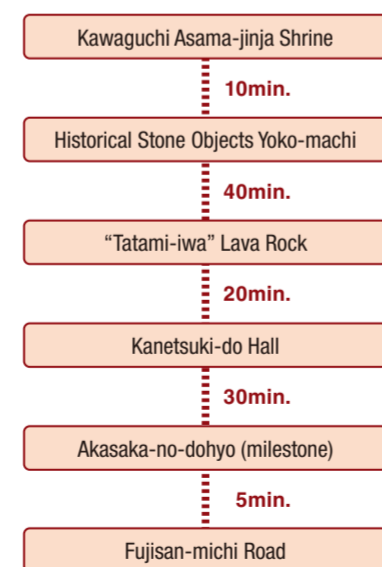 Kawaguchi Asama-jinja Shrine
10min.
Historical Stone Objects Yoko-machi
40min.
“Tatami-iwa” Lava Rock
20min.
Kanetsuki-do Hall
30min.
Akasaka-no-dohyo (milestone)
5min.
Fujisan-michi Road